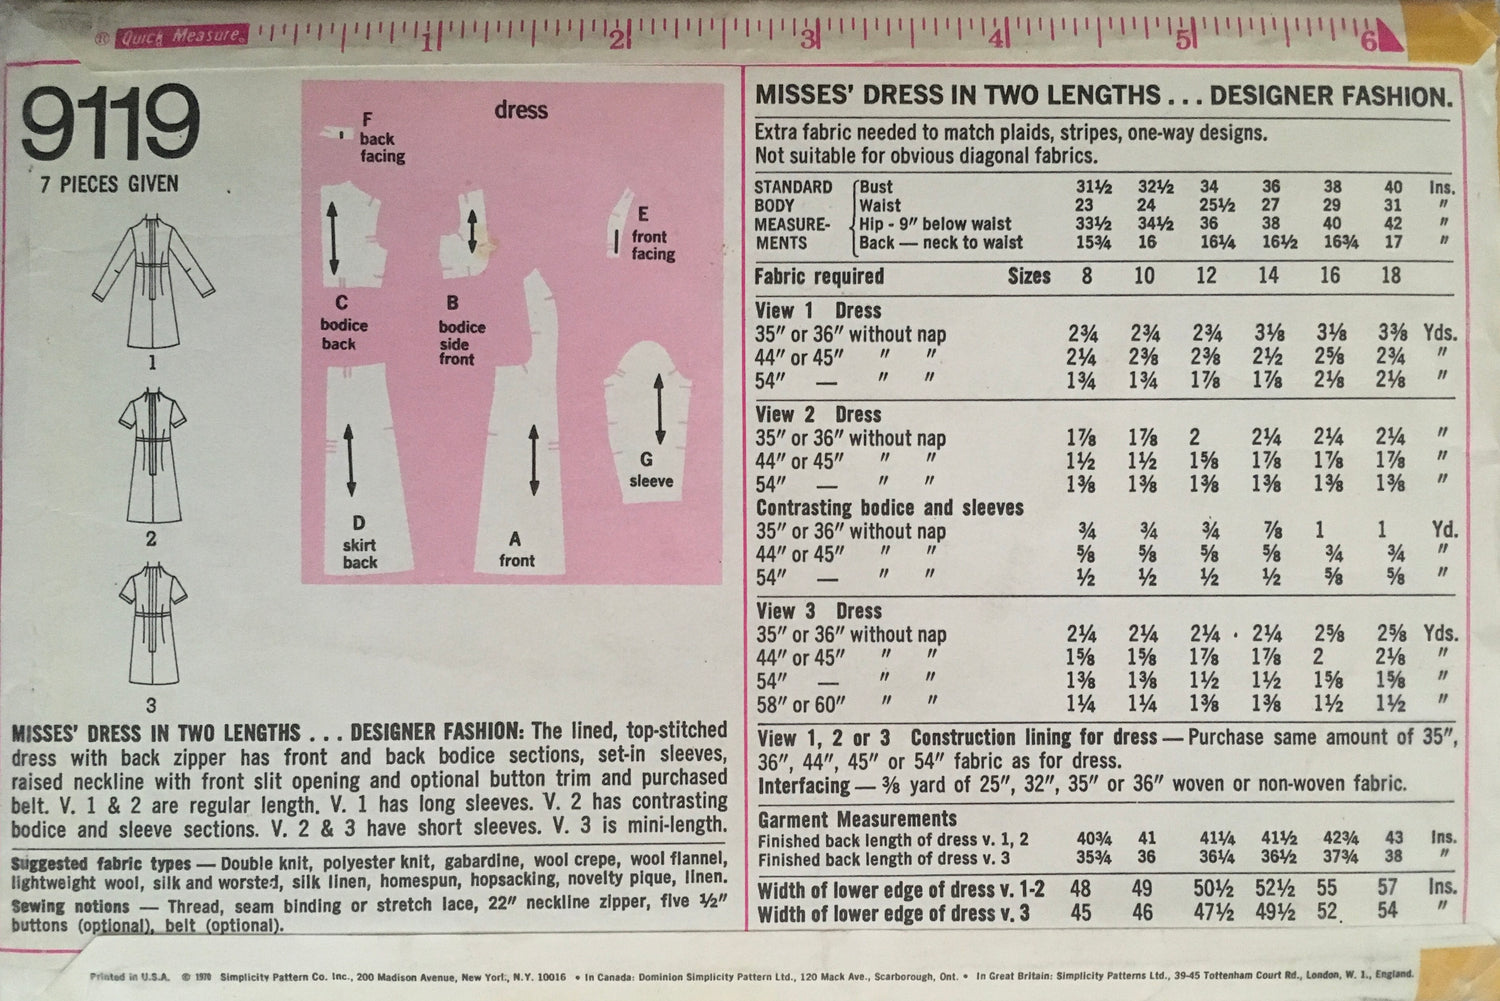 ® Quick Measure® 1 2 3 4 5 6
9119
7 PIECES GIVEN
1
2
3
dress
F
back
facing
E
front
facing
C
bodice
back
B
bodice
side
front
D
skirt
back
A
front
G
sleeve
MISSES' DRESS IN TWO LENGTHS . . . DESIGNER FASHION: The lined, top-stitched
dress with back zipper has front and back bodice sections, set-in sleeves,
raised neckline with front slit opening and optional button trim and purchased
belt. V. 1 & 2 are regular length. V. 1 has long sleeves. V. 2 has contrasting
bodice and sleeve sections. V. 2 & 3 have short sleeves. V. 3 is mini-length.
Suggested fabric types — Double knit, polyester knit, gabardine, wool crepe, wool flannel,
lightweight wool, silk and worsted, silk linen, homespun, hopsacking, novelty pique, linen.
Sewing notions — Thread, seam binding or stretch lace, 22" neckline zipper, five ½"
buttons (optional), belt (optional).
MISSES' DRESS IN TWO LENGTHS . . . DESIGNER FASHION.
Extra fabric needed to match plaids, stripes, one-way designs.
Not suitable for obvious diagonal fabrics.
STANDARD Bust 31½ 32½ 34 36 38 40 Ins.
BODY Waist 23 24 25½ 27 29 31 "
MEASURE- Hip - 9" below waist 33½ 34½ 36 38 40 42 "
MENTS Back — neck to waist 15¾ 16 16¼ 16½ 16¾ 17 "
Fabric required Sizes 8 10 12 14 16 18
View 1 Dress
35" or 36" without nap 2¾ 2¾ 2¾ 3⅛ 3⅛ 3⅜ Yds.
44" or 45" " " 2¼ 2⅜ 2⅜ 2½ 2⅝ 2¾ "
54" — " " 1¾ 1¾ 1⅞ 1⅞ 2⅛ 2⅛ "
View 2 Dress
35" or 36" without nap 1⅞ 1⅞ 2 2¼ 2¼ 2¼ "
44" or 45" " " 1½ 1½ 1⅝ 1⅞ 1⅞ 1⅞ "
54" — " " 1⅜ 1⅜ 1⅜ 1⅜ 1⅜ 1⅜ "
Contrasting bodice and sleeves
35" or 36" without nap ¾ ¾ ¾ ⅞ 1 1 Yd.
44" or 45" " " ⅝ ⅝ ⅝ ⅝ ¾ ¾ "
54" — " " ½ ½ ½ ½ ⅝ ⅝ "
View 3 Dress
35" or 36" without nap 2¼ 2¼ 2¼ 2¼ 2⅝ 2⅝ Yds.
44" or 45" " " 1⅝ 1⅝ 1⅞ 1⅞ 2 2⅛ "
54" — " " 1⅜ 1⅜ 1½ 1½ 1⅝ 1⅝ "
58" or 60" " " 1¼ 1¼ 1⅜ 1⅜ 1½ 1½ "
View 1, 2 or 3 Construction lining for dress — Purchase same amount of 35",
36", 44", 45" or 54" fabric as for dress.
Interfacing — ⅜ yard of 25", 32", 35" or 36" woven or non-woven fabric.
Garment Measurements
Finished back length of dress v. 1, 2 40¾ 41 41¼ 41½ 42¾ 43 Ins.
Finished back length of dress v. 3 35¾ 36 36¼ 36½ 37¾ 38 "
Width of lower edge of dress v. 1-2 48 49 50½ 52½ 55 57 Ins.
Width of lower edge of dress v. 3 45 46 47½ 49½ 52 54 "
Printed in U.S.A. © 1970 Simplicity Pattern Co. Inc., 200 Madison Avenue, New York, N.Y. 10016 • In Canada: Dominion Simplicity Pattern Ltd., 120 Mack Ave., Scarborough, Ont. • In Great Britain: Simplicity Patterns Ltd., 39-45 Tottenham Court Rd., London, W. 1., England.